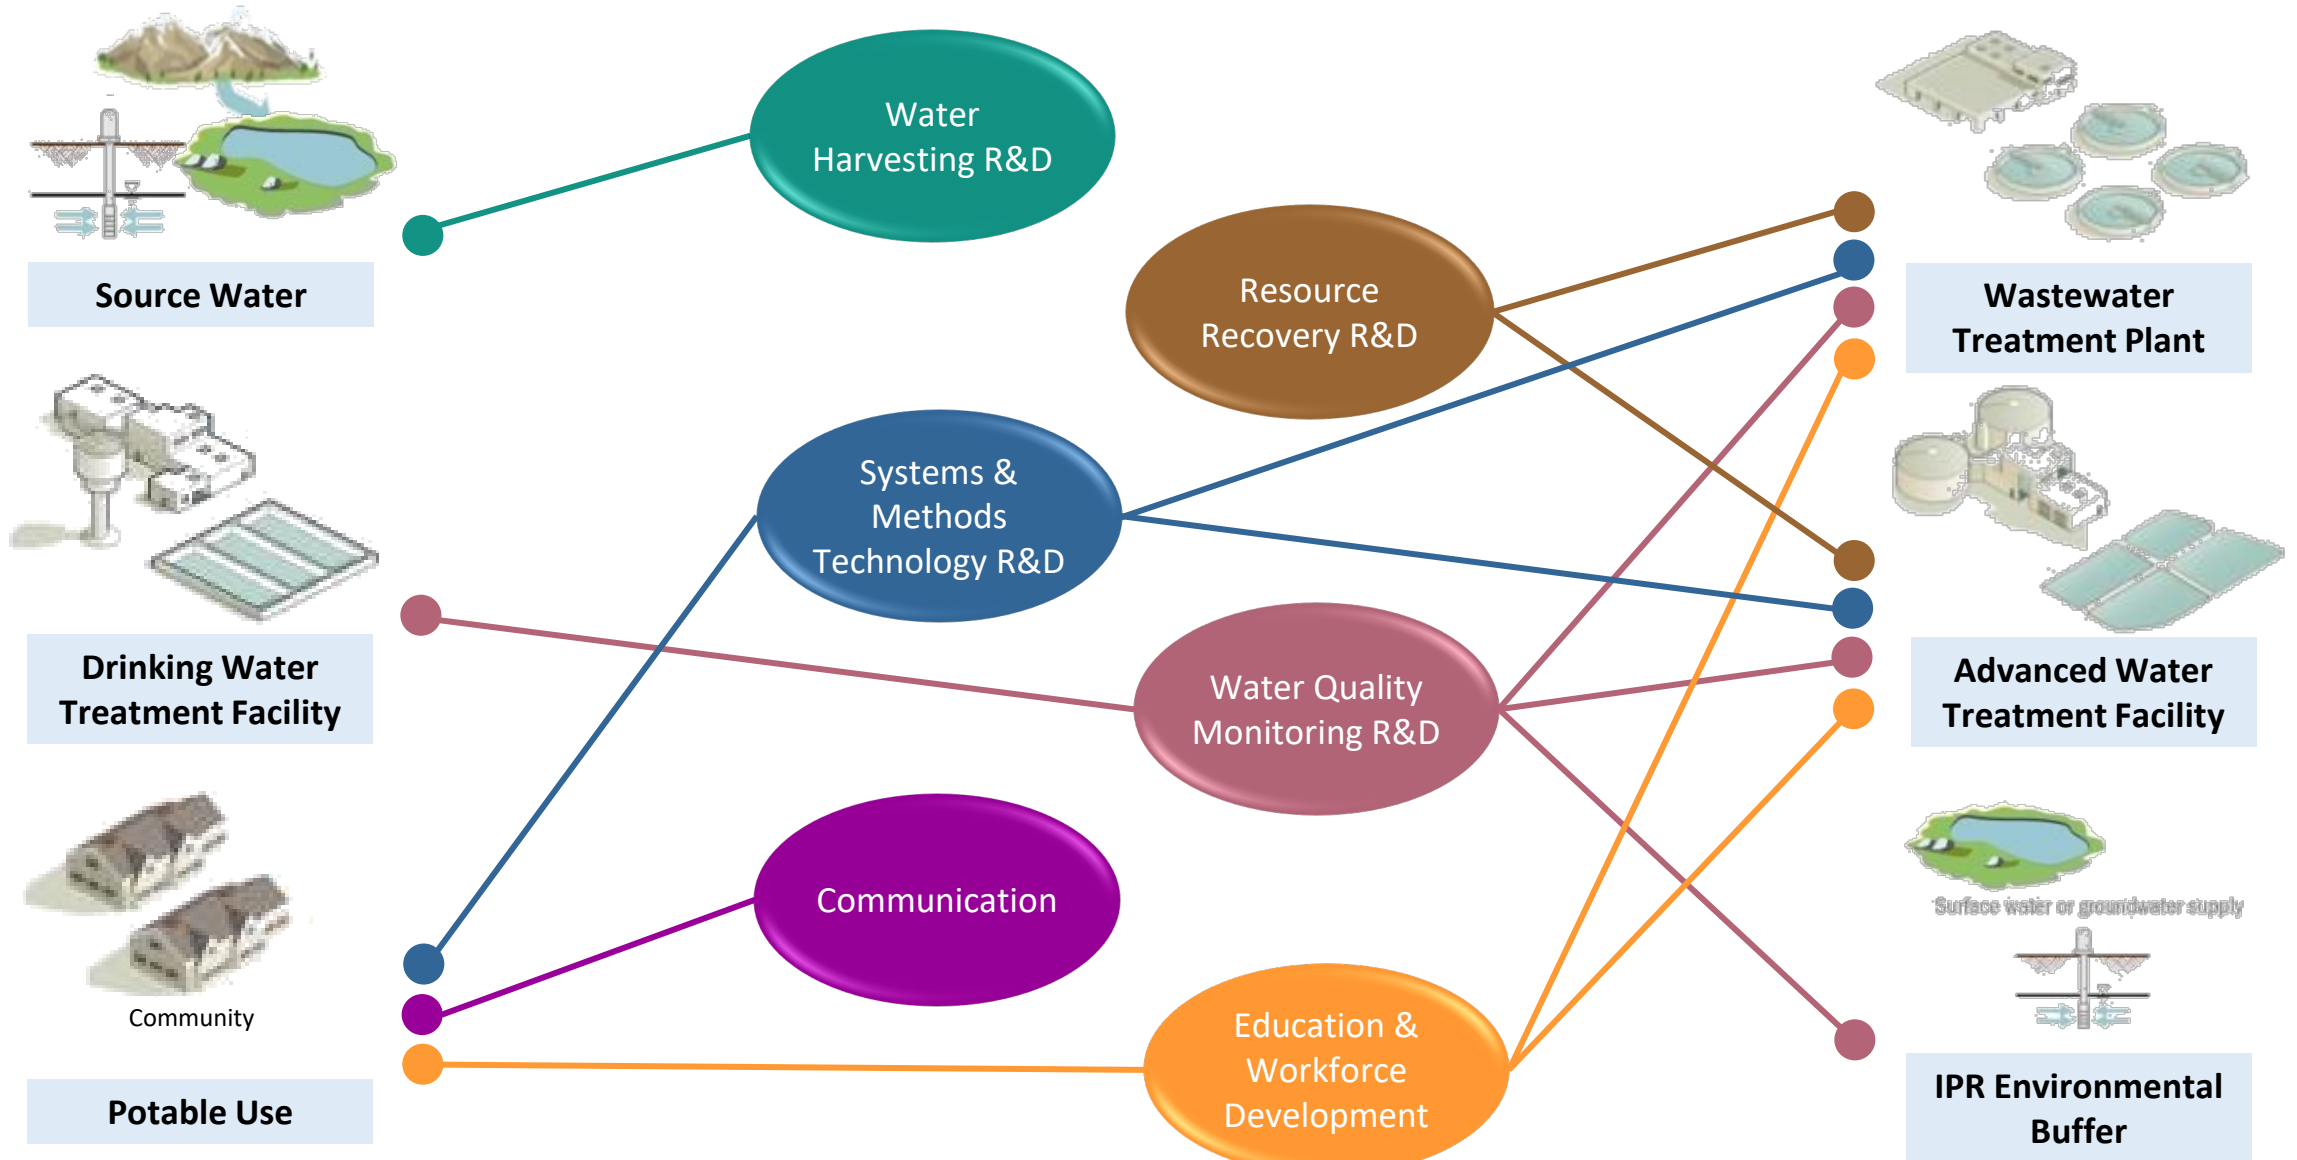 Source Water
Drinking Water
Treatment Facility
Community
Potable Use
Water
Harvesting R&D
Resource
Recovery R&D
Systems &
Methods
Technology R&D
Water Quality
Monitoring R&D
Communication
Education &
Workforce
Development
Wastewater
Treatment Plant
Advanced Water
Treatment Facility
Surface water or groundwater supply
IPR Environmental
Buffer